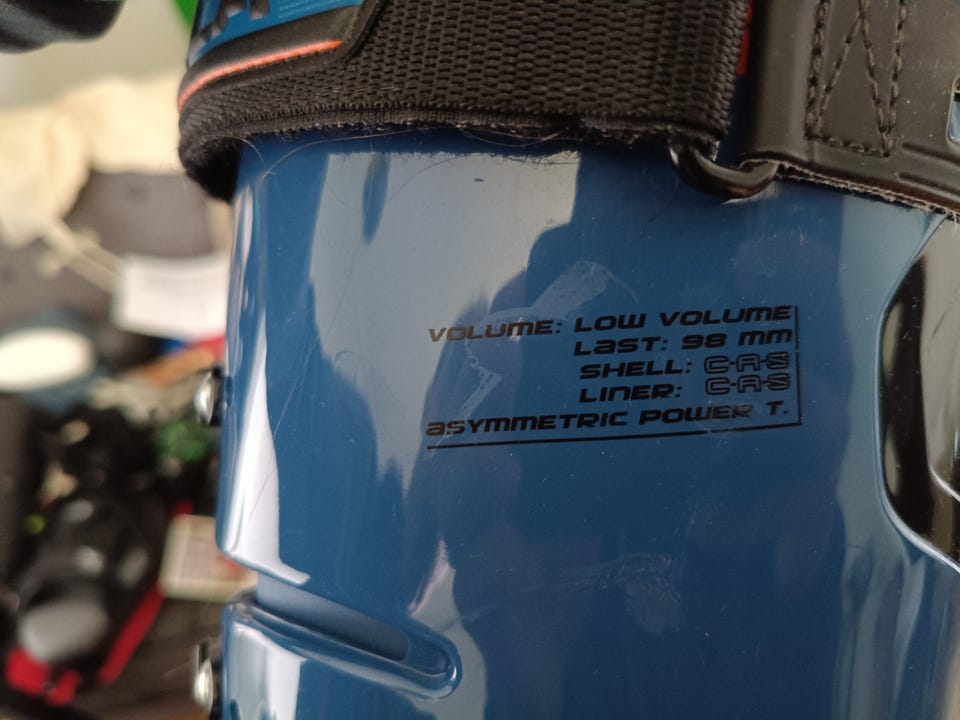 VOLUME: LOW VOLUME
LAST: 98 mm
SHELL: C-A-S
LINER: C-A-S
ASYMMETRIC POWER T.